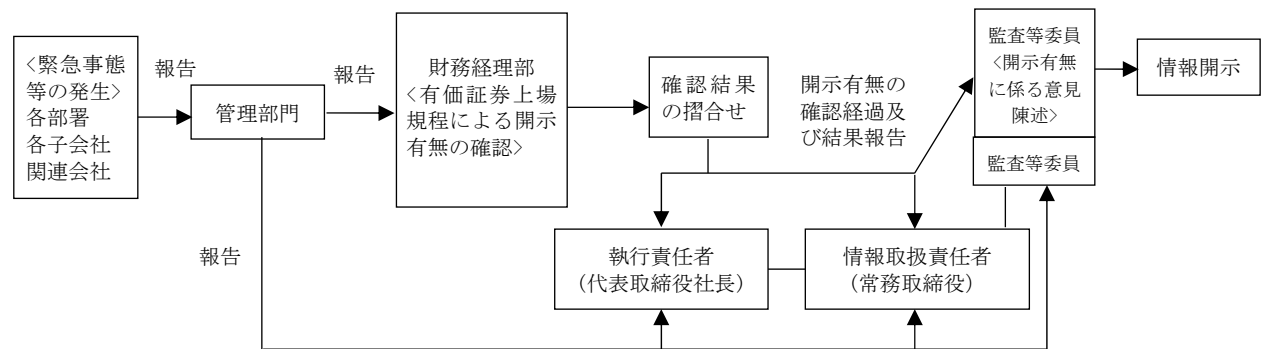 <緊急事態
等の発生>
各部署
各子会社
関連会社
報告
管理部門
報告
財務経理部
<有価証券上場
規程による開示
有無の確認>
確認結果
の摺合せ
開示有無の
確認経過及
び結果報告
監査等委員
<開示有無
に係る意見
陳述>
監査等委員
情報開示
報告
執行責任者
（代表取締役社長）
情報取扱責任者
（常務取締役）